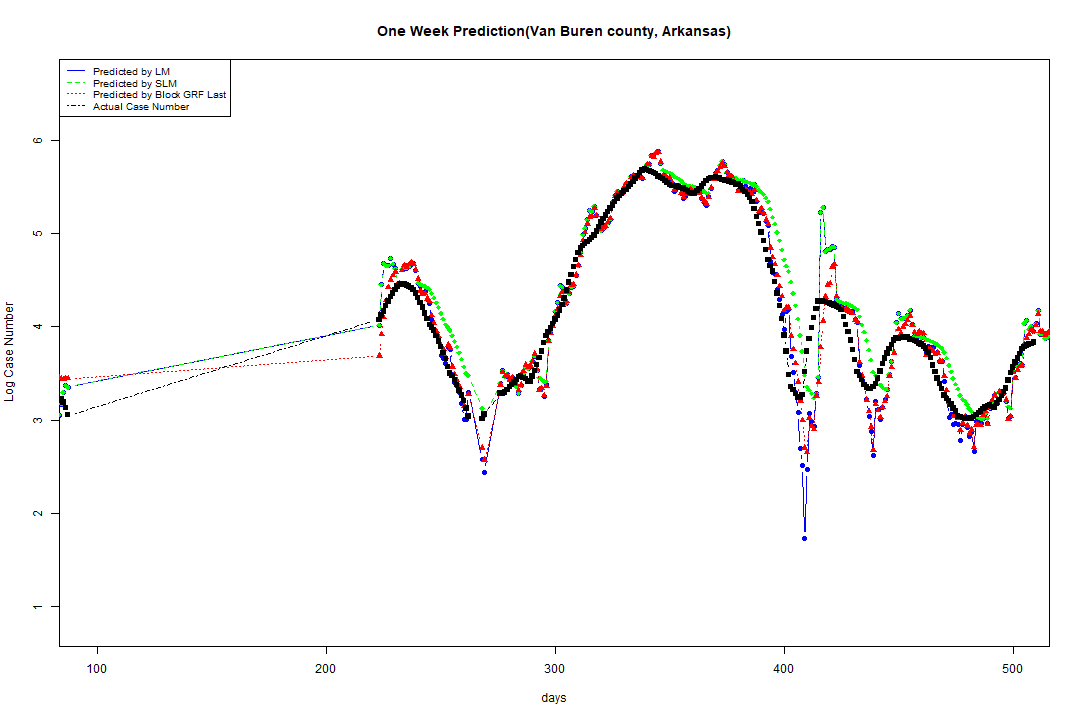 One Week Prediction(Van Buren county, Arkansas)
Predicted by LM
Predicted by SLM
Predicted by Block GRF Last
Actual Case Number
Log Case Number
6
5
4
3
2
1
100 200 300 400 500
days